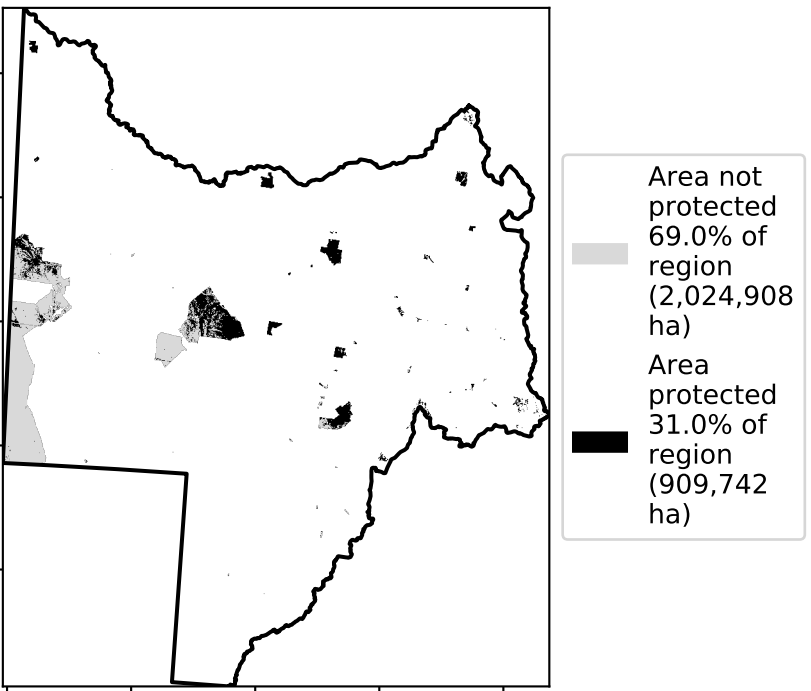 Area not
protected
69.0% of
region
(2,024,908
ha)
Area
protected
31.0% of
region
(909,742
ha)